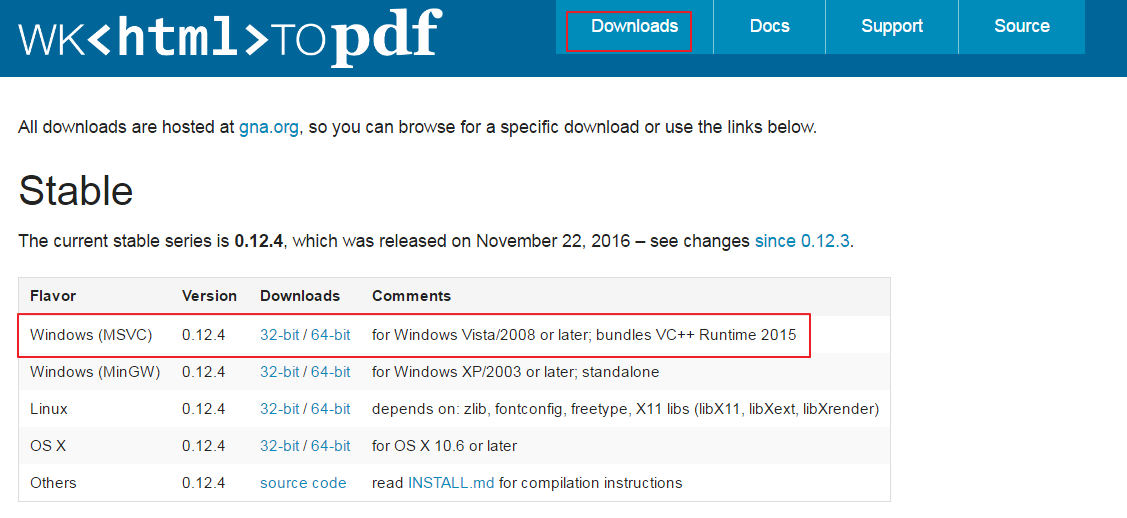 WK<html>TOpdf
Downloads Docs Support Source
All downloads are hosted at gna.org, so you can browse for a specific download or use the links below.
Stable
The current stable series is 0.12.4, which was released on November 22, 2016 – see changes since 0.12.3.
Flavor Version Downloads Comments
Windows (MSVC) 0.12.4 32-bit / 64-bit for Windows Vista/2008 or later; bundles VC++ Runtime 2015
Windows (MinGW) 0.12.4 32-bit / 64-bit for Windows XP/2003 or later; standalone
Linux 0.12.4 32-bit / 64-bit depends on: zlib, fontconfig, freetype, X11 libs (libX11, libXext, libXrender)
OS X 0.12.4 32-bit / 64-bit for OS X 10.6 or later
Others 0.12.4 source code read INSTALL.md for compilation instructions